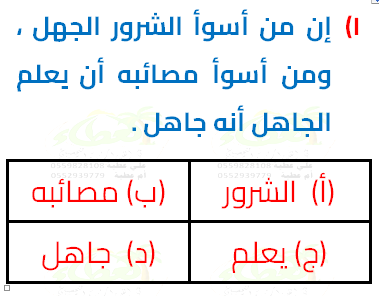 ١) إن من أسوأ الشرور الجهل ،
ومن أسوأ مصائبه أن يعلم
الجاهل أنه جاهل .
(أ) الشرور (ب) مصائبه
(ج) يعلم (د) جاهل